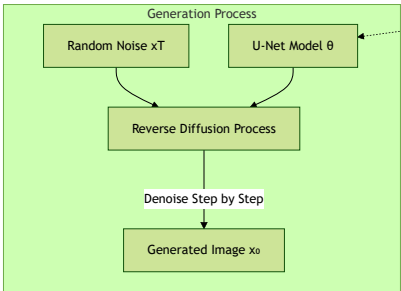 Generation Process
Random Noise xT
U-Net Model θ
Reverse Diffusion Process
Denoise Step by Step
Generated Image x₀